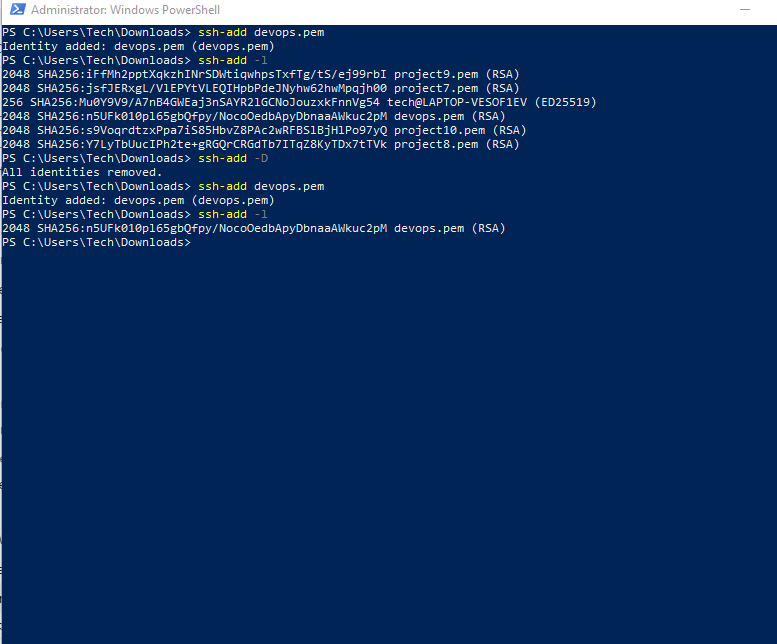 Administrator: Windows PowerShell
PS C:\Users\Tech\Downloads> ssh-add devops.pem
Identity added: devops.pem (devops.pem)
PS C:\Users\Tech\Downloads> ssh-add -l
2048 SHA256:iFfMh2pptXqkzhINrSDWtiqwhpsTxfTg/tS/ej99rbI project9.pem (RSA)
2048 SHA256:jsfJERxgL/VlEPYtVLEQIHpbPdeJNyhw62hwMpqjh00 project7.pem (RSA)
256 SHA256:Mu0Y9V9/A7nB4GWEaj3nSAYR2lGCNoJouzxkFnnVg54 tech@LAPTOP-VESOF1EV (ED25519)
2048 SHA256:n5UFk010pl65gbQfpy/NocoOedbApyDbnaaAWkuc2pM devops.pem (RSA)
2048 SHA256:s9VoqrdtzxPpa7iS85HbvZ8PAc2wRFBSlBjHlPo97yQ project10.pem (RSA)
2048 SHA256:Y7LyTbUucIPh2te+gRGQrCRGdTb7ITqZ8KyTDx7tTVk project8.pem (RSA)
PS C:\Users\Tech\Downloads> ssh-add -D
All identities removed.
PS C:\Users\Tech\Downloads> ssh-add devops.pem
Identity added: devops.pem (devops.pem)
PS C:\Users\Tech\Downloads> ssh-add -l
2048 SHA256:n5UFk010pl65gbQfpy/NocoOedbApyDbnaaAWkuc2pM devops.pem (RSA)
PS C:\Users\Tech\Downloads>